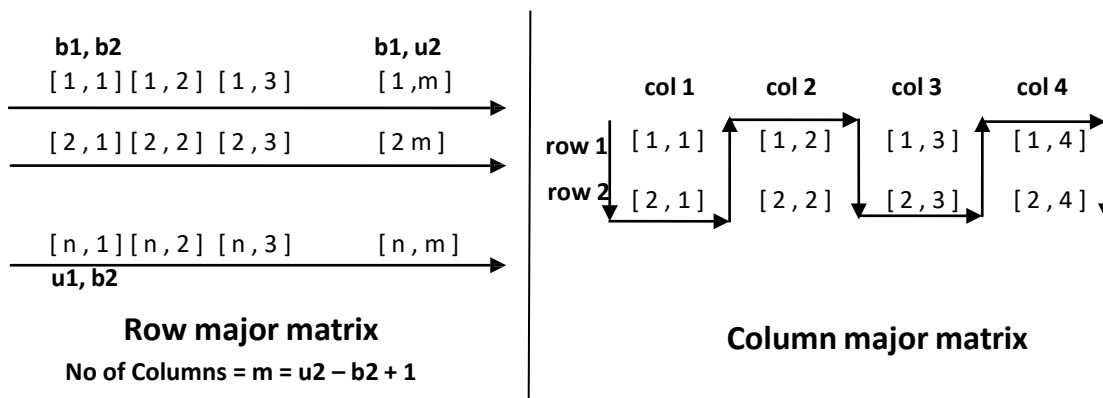 b1, b2 b1, u2
[ 1 , 1 ] [ 1 , 2 ] [ 1 , 3 ] [ 1 ,m ]
[ 2 , 1 ] [ 2 , 2 ] [ 2 , 3 ] [ 2 m ]
[ n , 1 ] [ n , 2 ] [ n , 3 ] [ n , m ]
u1, b2
Row major matrix
No of Columns = m = u2 – b2 + 1
col 1 col 2 col 3 col 4
row 1 [ 1 , 1 ] [ 1 , 2 ] [ 1 , 3 ] [ 1 , 4 ]
row 2 [ 2 , 1 ] [ 2 , 2 ] [ 2 , 3 ] [ 2 , 4 ]
Column major matrix